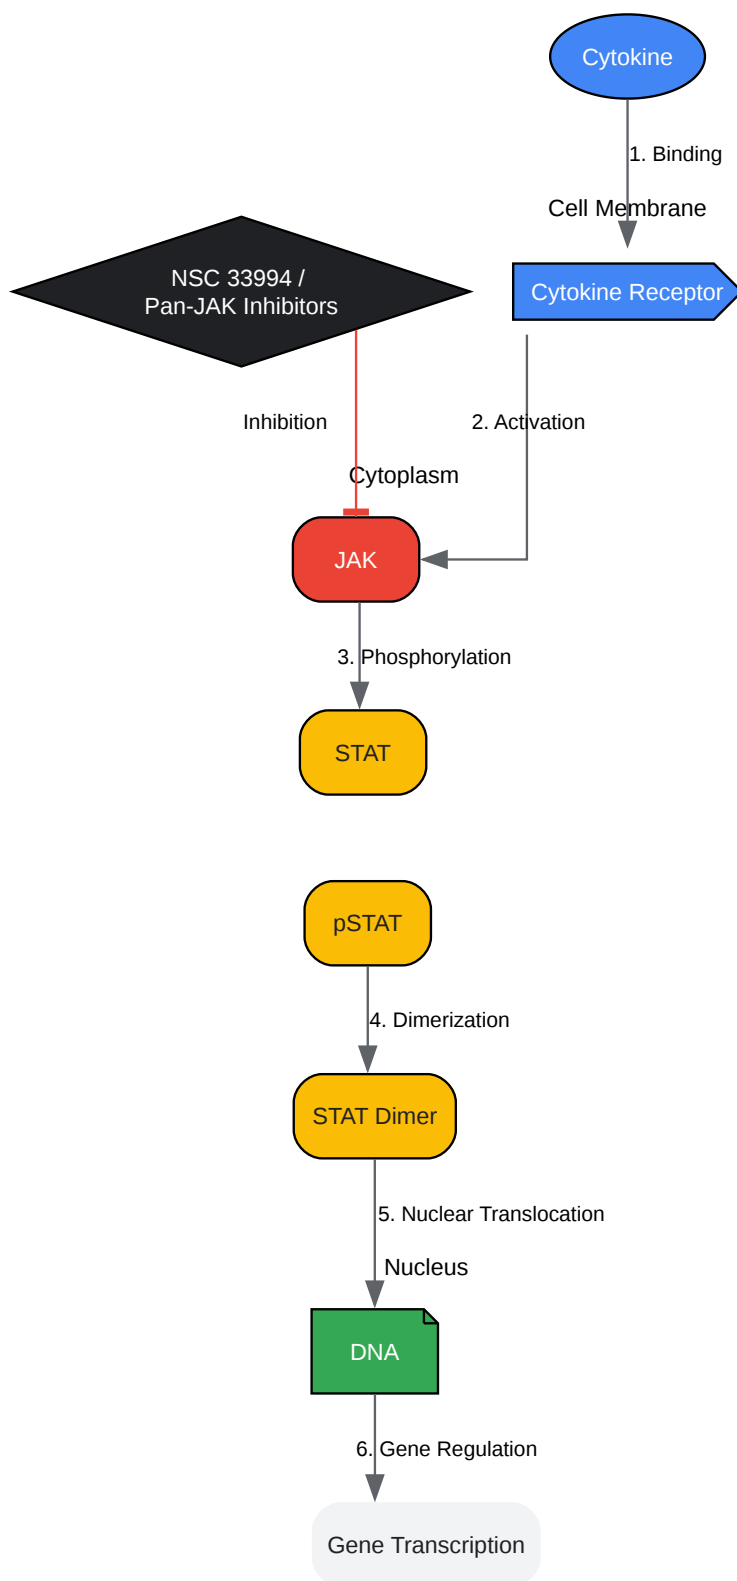 Cytokine
1. Binding
Cell Membrane
NSC 33994 /
Pan-JAK Inhibitors
Cytokine Receptor
Inhibition
2. Activation
Cytoplasm
JAK
3. Phosphorylation
STAT
pSTAT
4. Dimerization
STAT Dimer
5. Nuclear Translocation
Nucleus
DNA
6. Gene Regulation
Gene Transcription